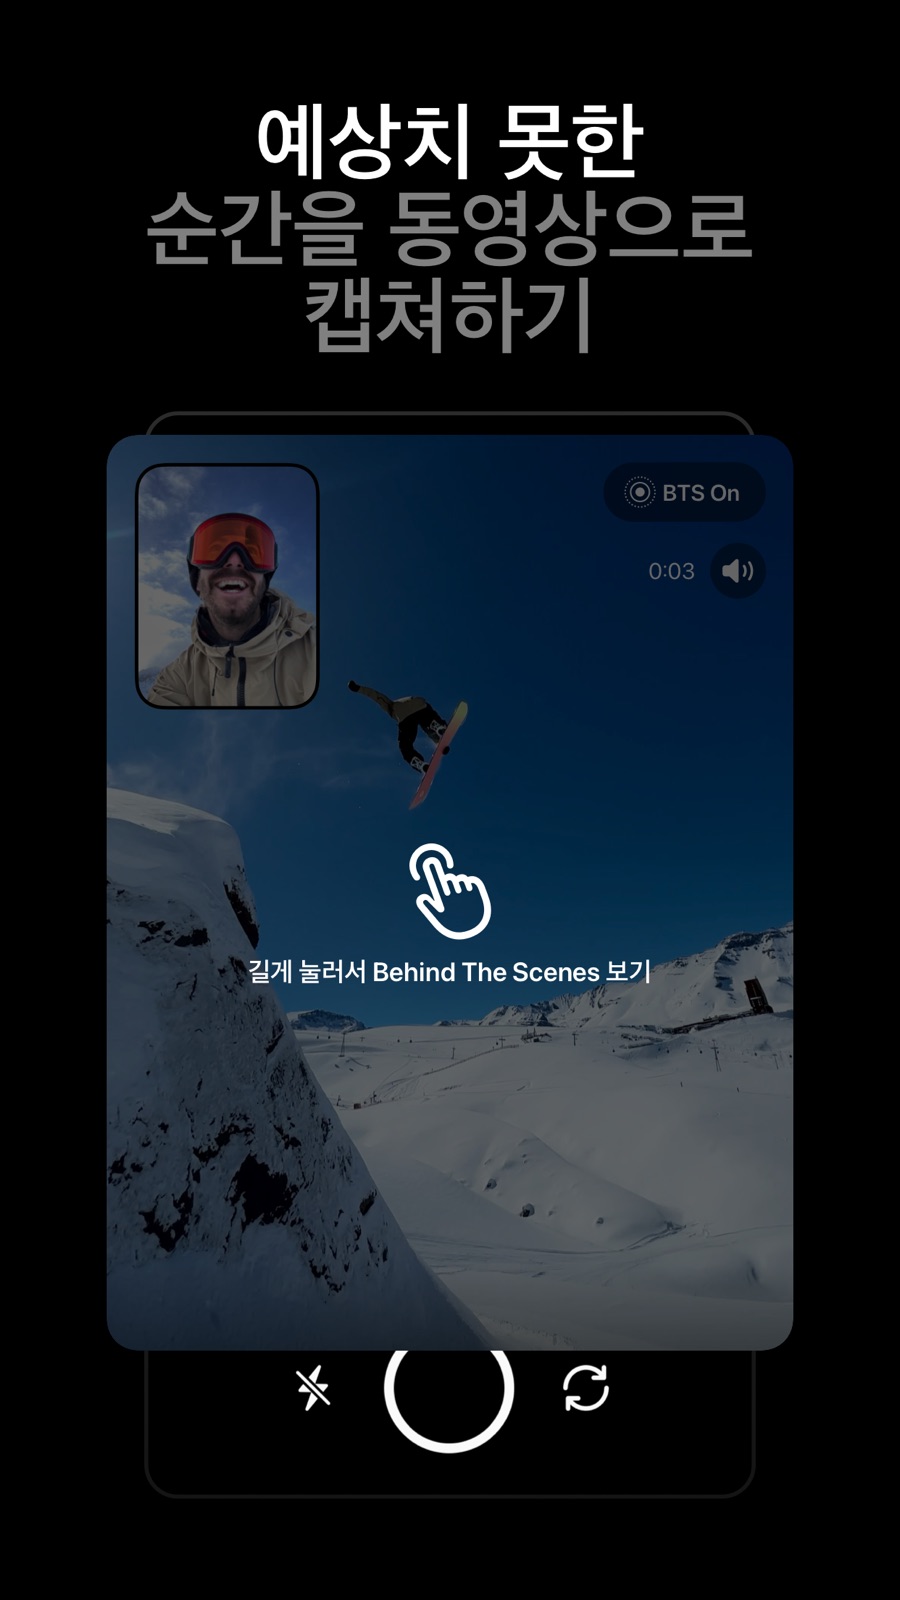 예상치 못한
순간을 동영상으로
캡쳐하기
BTS On
0:03
길게 눌러서 Behind The Scenes 보기